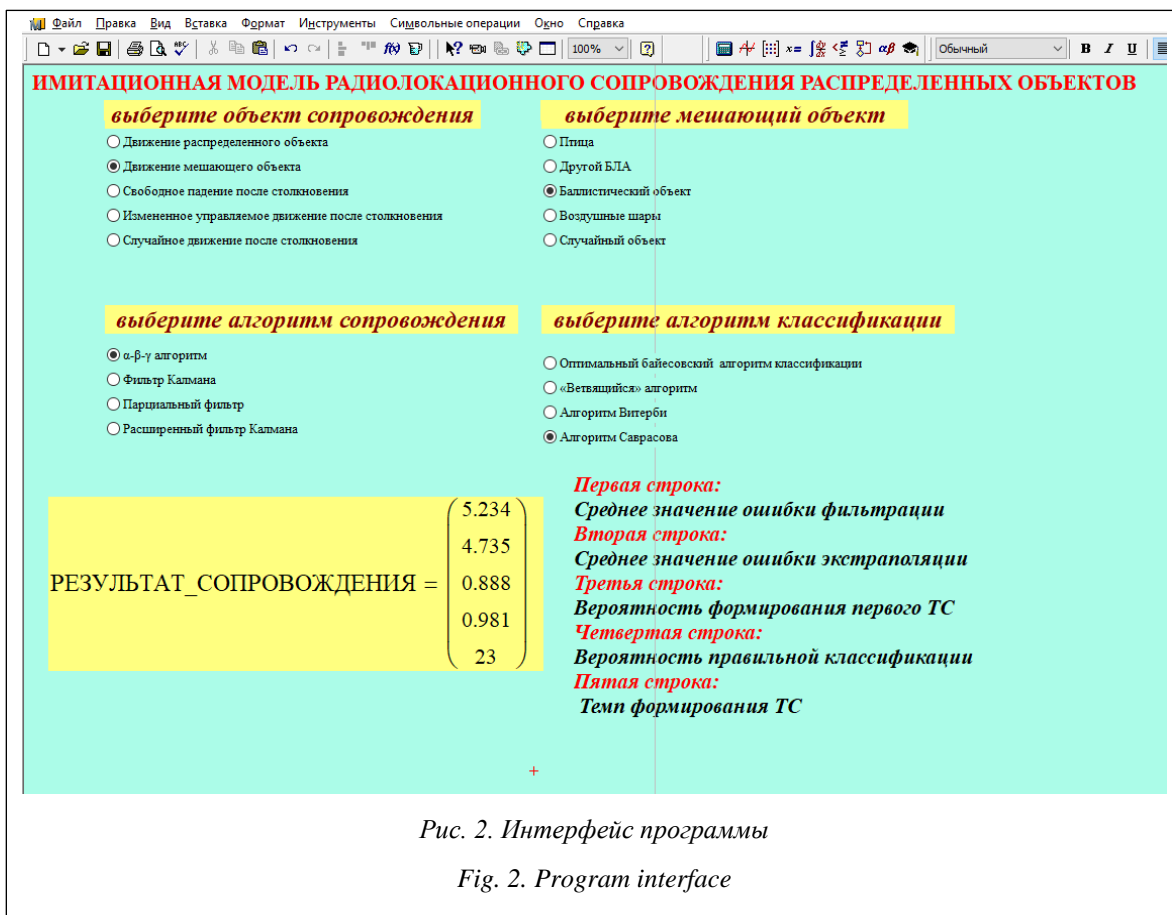 Файл Правка Вид Вставка Формат Инструменты Символьные операции Окно Справка
100% Обычный B I U
ИМИТАЦИОННАЯ МОДЕЛЬ РАДИОЛОКАЦИОННОГО СОПРОВОЖДЕНИЯ РАСПРЕДЕЛЕННЫХ ОБЪЕКТОВ
выберите объект сопровождения
Движение распределенного объекта
Движение мешающего объекта
Свободное падение после столкновения
Измененное управляемое движение после столкновения
Случайное движение после столкновения
выберите мешающий объект
Птица
Другой БЛА
Баллистический объект
Воздушные шары
Случайный объект
выберите алгоритм сопровождения
α-β-γ алгоритм
Фильтр Калмана
Парциальный фильтр
Расширенный фильтр Калмана
выберите алгоритм классификации
Оптимальный байесовский алгоритм классификации
«Ветвящийся» алгоритм
Алгоритм Витерби
Алгоритм Саврасова
РЕЗУЛЬТАТ_СОПРОВОЖДЕНИЯ =
5.234
4.735
0.888
0.981
23
Первая строка:
Среднее значение ошибки фильтрации
Вторая строка:
Среднее значение ошибки экстраполяции
Третья строка:
Вероятность формирования первого ТС
Четвертая строка:
Вероятность правильной классификации
Пятая строка:
Темп формирования ТС
Рис. 2. Интерфейс программы
Fig. 2. Program interface